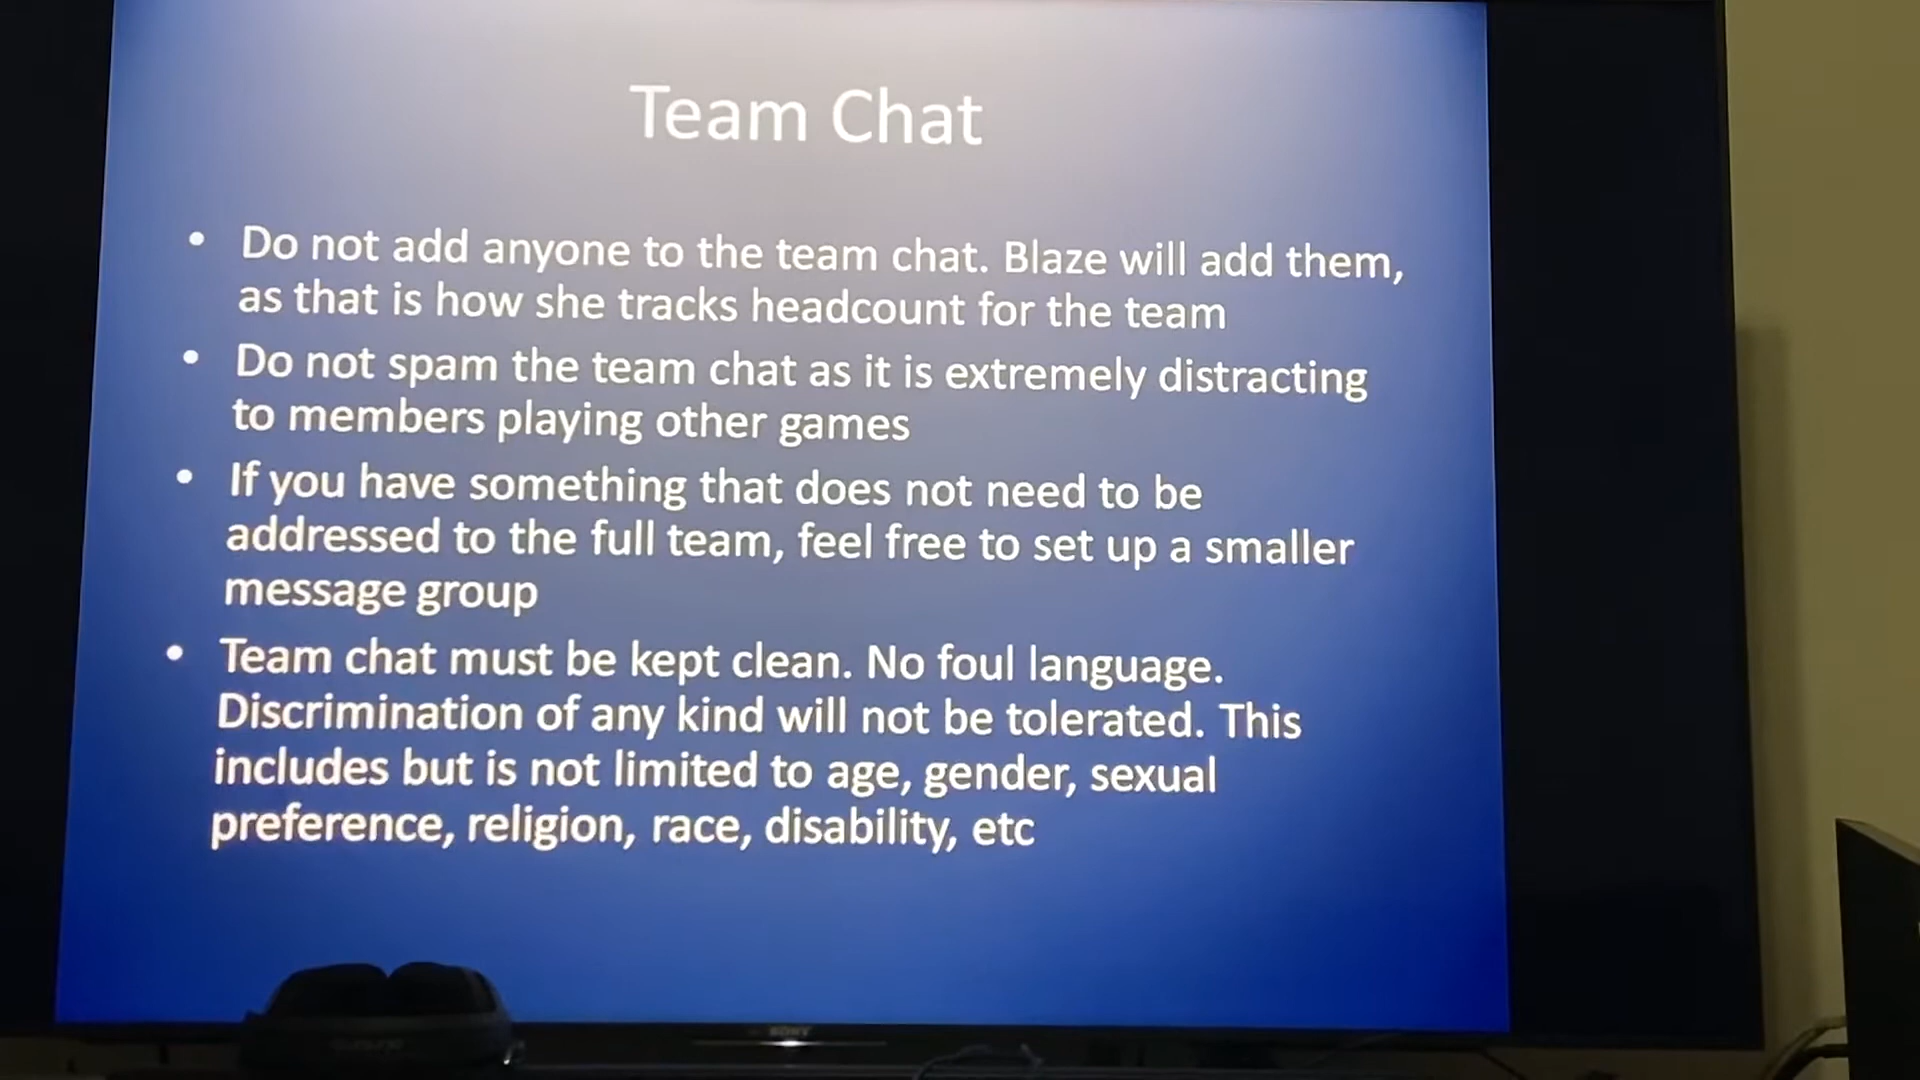 Team Chat
• Do not add anyone to the team chat. Blaze will add them,
as that is how she tracks headcount for the team
• Do not spam the team chat as it is extremely distracting
to members playing other games
• If you have something that does not need to be
addressed to the full team, feel free to set up a smaller
message group
• Team chat must be kept clean. No foul language.
Discrimination of any kind will not be tolerated. This
includes but is not limited to age, gender, sexual
preference, religion, race, disability, etc
SONY